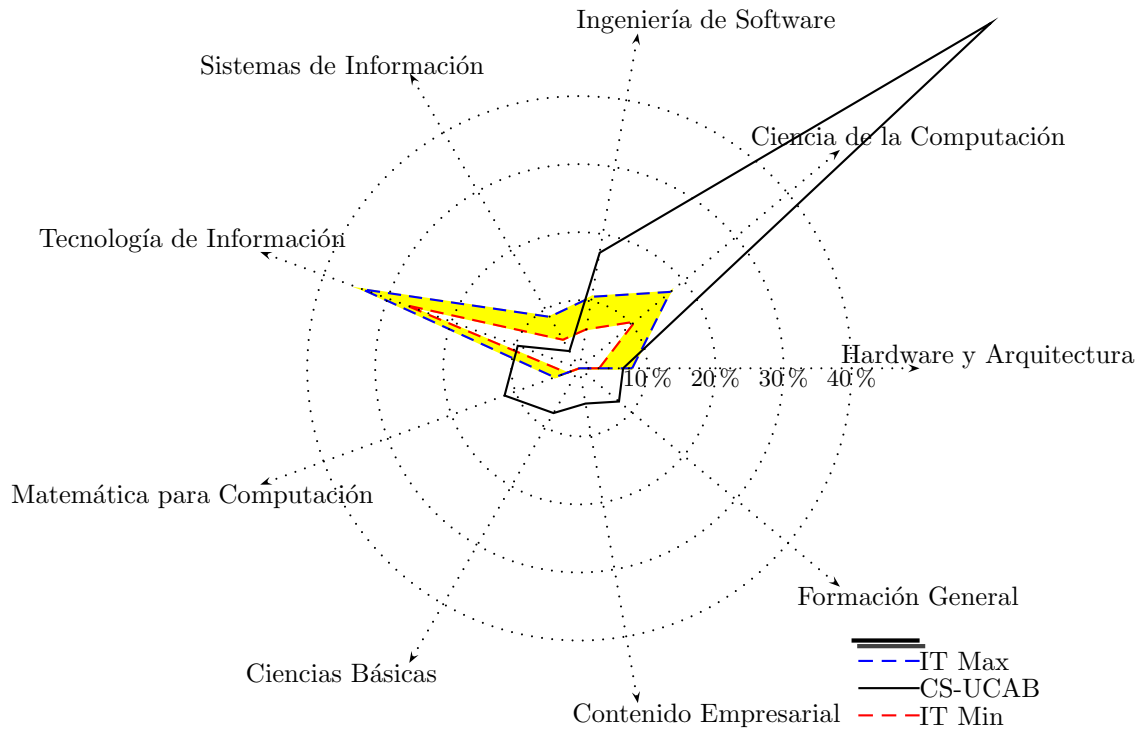 Ingeniería de Software
Sistemas de Información
Ciencia de la Computación
Tecnología de Información
Hardware y Arquitectura
10 % 20 % 30 % 40 %
Matemática para Computación
Formación General
Ciencias Básicas
Contenido Empresarial
IT Max
CS-UCAB
IT Min